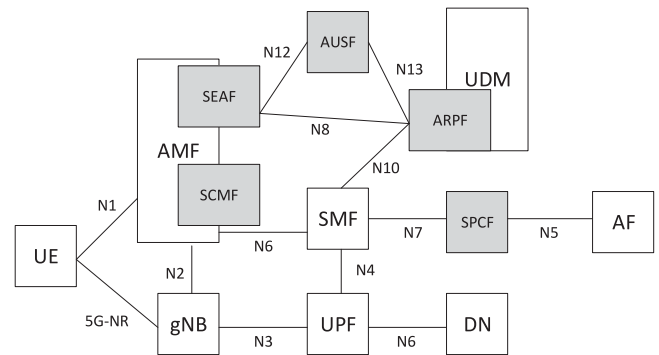 AUSF
N12
N13
UDM
SEAF
ARPF
N8
AMF
N10
SCMF
N1
SMF
SPCF
AF
N6
N7
N5
UE
N2
N4
5G-NR
gNB
UPF
DN
N3
N6